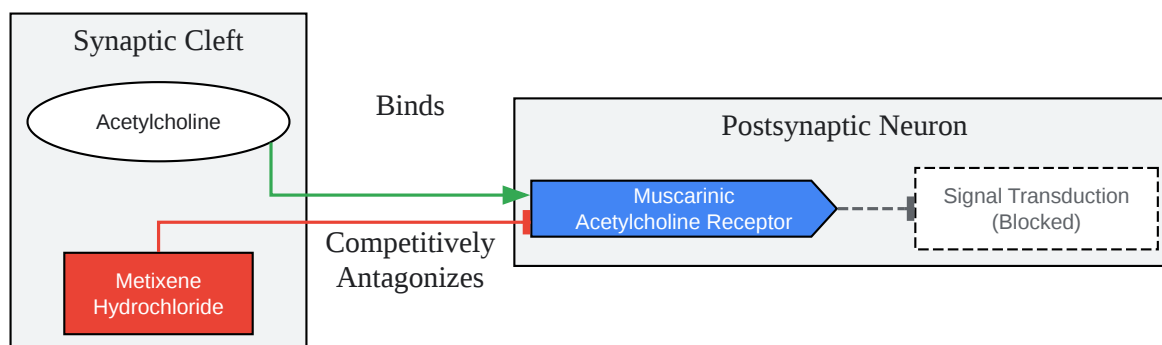 Synaptic Cleft
Acetylcholine
Binds
Postsynaptic Neuron
Muscarinic
Acetylcholine Receptor
Signal Transduction
(Blocked)
Competitively
Antagonizes
Metixene
Hydrochloride